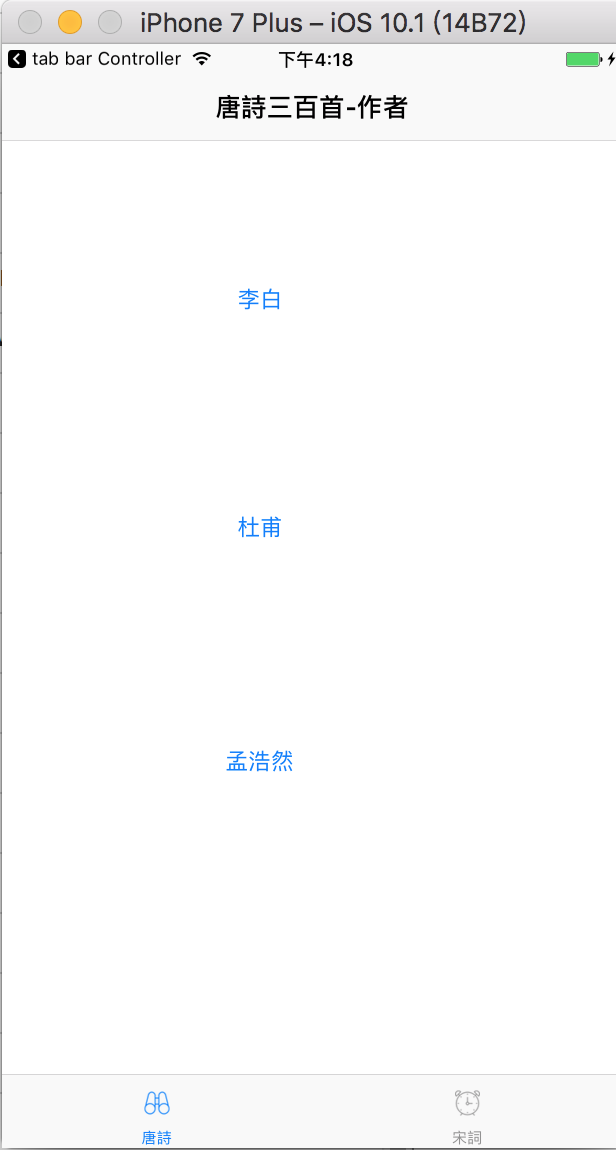 iPhone 7 Plus – iOS 10.1 (14B72)
tab bar Controller 下午4:18
唐詩三百首-作者
李白
杜甫
孟浩然
唐詩 宋詞